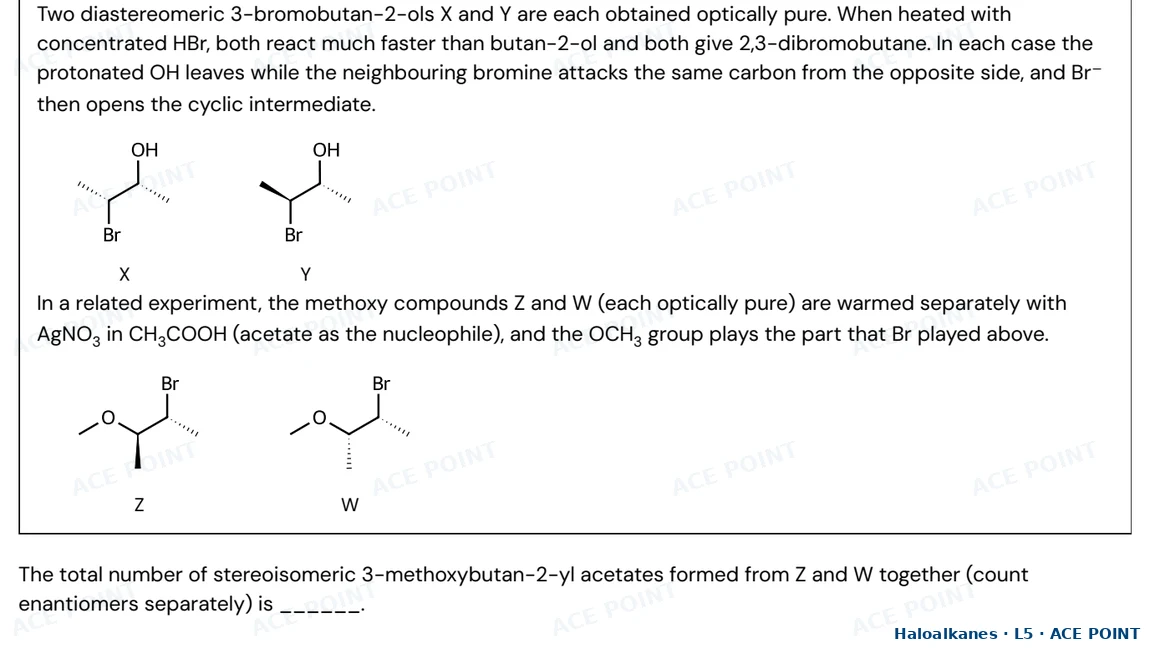 Two diastereomeric 3-bromobutan-2-ols X and Y are each obtained optically pure. When heated with
concentrated HBr, both react much faster than butan-2-ol and both give 2,3-dibromobutane. In each case the
protonated OH leaves while the neighbouring bromine attacks the same carbon from the opposite side, and Br⁻
then opens the cyclic intermediate.
OH OH
Br Br
X Y
In a related experiment, the methoxy compounds Z and W (each optically pure) are warmed separately with
AgNO₃ in CH₃COOH (acetate as the nucleophile), and the OCH₃ group plays the part that Br played above.
Br Br
O O
Z W
The total number of stereoisomeric 3-methoxybutan-2-yl acetates formed from Z and W together (count
enantiomers separately) is ______.
Haloalkanes · L5 · ACE POINT
ACE POINT